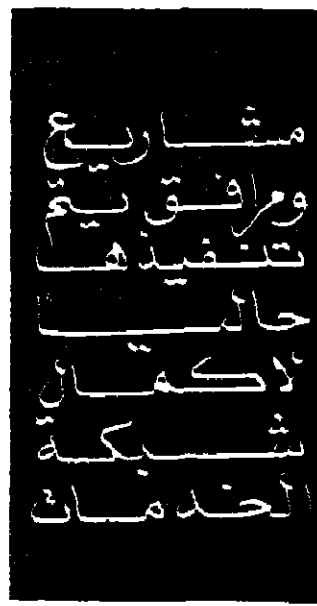 مشاريع
ومرافق يتم
تنفيذها
حاليا
لاكمال
شبكة
الخدمات